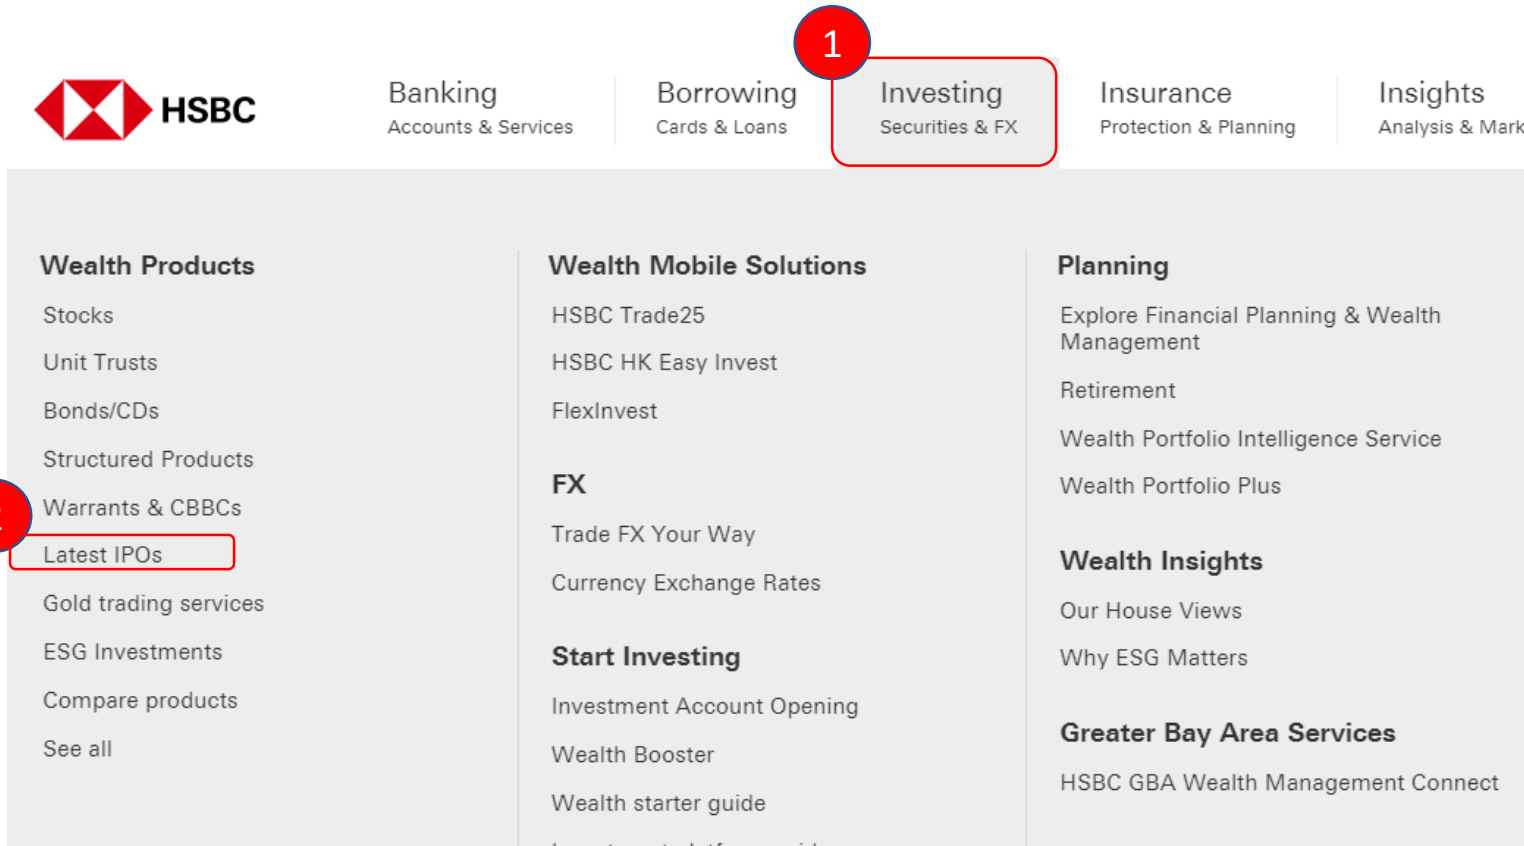 1
HSBC
Banking
Accounts & Services
Borrowing
Cards & Loans
Investing
Securities & FX
Insurance
Protection & Planning
Insights
Analysis & Mark
Wealth Products
Stocks
Unit Trusts
Bonds/CDs
Structured Products
Warrants & CBBCs
Latest IPOs
Gold trading services
ESG Investments
Compare products
See all
Wealth Mobile Solutions
HSBC Trade25
HSBC HK Easy Invest
FlexInvest
FX
Trade FX Your Way
Currency Exchange Rates
Start Investing
Investment Account Opening
Wealth Booster
Wealth starter guide
Planning
Explore Financial Planning & Wealth
Management
Retirement
Wealth Portfolio Intelligence Service
Wealth Portfolio Plus
Wealth Insights
Our House Views
Why ESG Matters
Greater Bay Area Services
HSBC GBA Wealth Management Connect